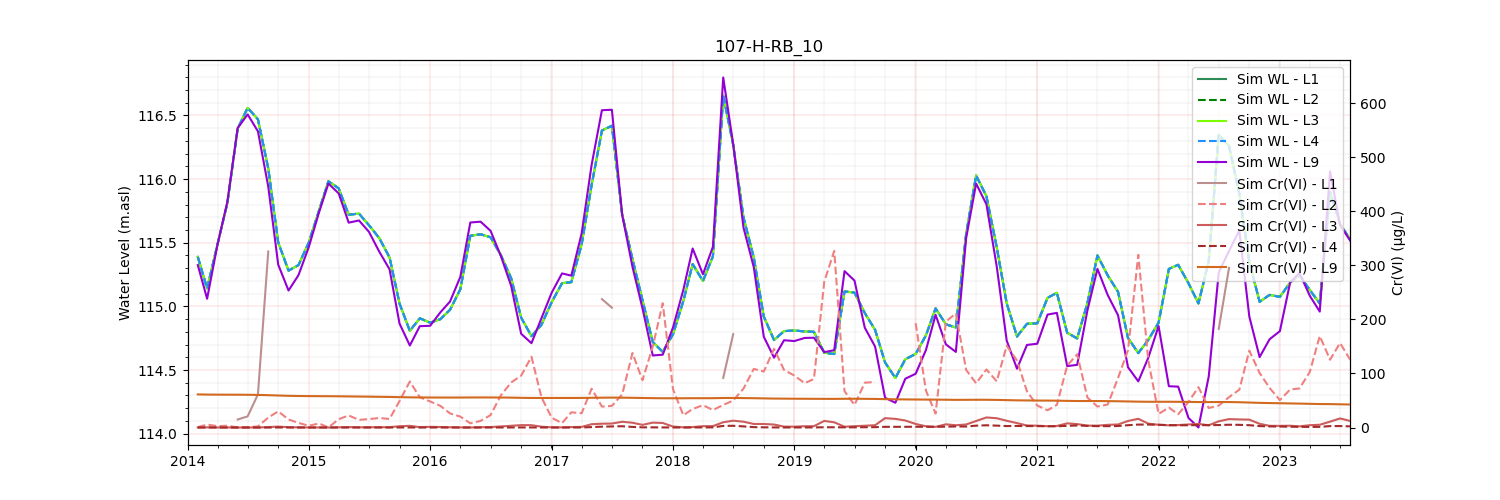 107-H-RB_10
Water Level (m.asl)
116.5
116.0
115.5
115.0
114.5
114.0
2014
2015
2016
2017
2018
2019
2020
2021
2022
2023
600
500
400
300
200
100
0
Cr(VI) (μg/L)
Sim WL - L1
Sim WL - L2
Sim WL - L3
Sim WL - L4
Sim WL - L9
Sim Cr(VI) - L1
Sim Cr(VI) - L2
Sim Cr(VI) - L3
Sim Cr(VI) - L4
Sim Cr(VI) - L9